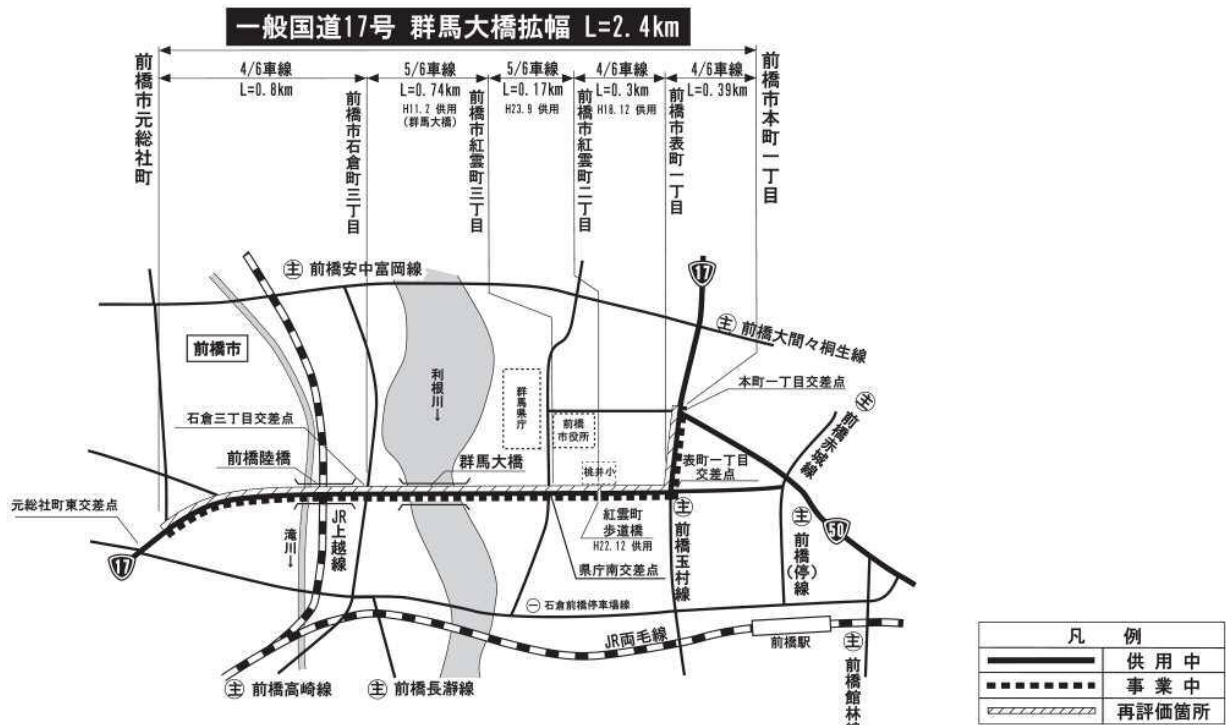 一般国道17号 群馬大橋拡幅 L=2.4km
4/6車線
L=0.8km
5/6車線
L=0.74km
H11.2 供用
(群馬大橋)
5/6車線
L=0.17km
H23.9 供用
4/6車線
L=0.3km
H18.12 供用
4/6車線
L=0.39km
前橋市元総社町
前橋市石倉町三丁目
前橋市紅雲町三丁目
前橋市紅雲町二丁目
前橋市表町一丁目
前橋市本町一丁目
主 前橋安中富岡線
17
主 前橋大間々桐生線
前橋市
利根川→
群馬県庁
前橋市役所
本町一丁目交差点
主 前橋赤城線
石倉三丁目交差点
前橋陸橋
群馬大橋
桃井小
表町一丁目
交差点
元総社町東交差点
17
滝川→
JR上越線
紅雲町
歩道橋
H22.12 供用
県庁南交差点
主 前橋玉村線
主 前橋(停)線
50
一 石倉前橋停車場線
JR両毛線
前橋駅
主 前橋高崎線
主 前橋長瀞線
主 前橋館林
凡 例
供用中
事業中
再評価箇所